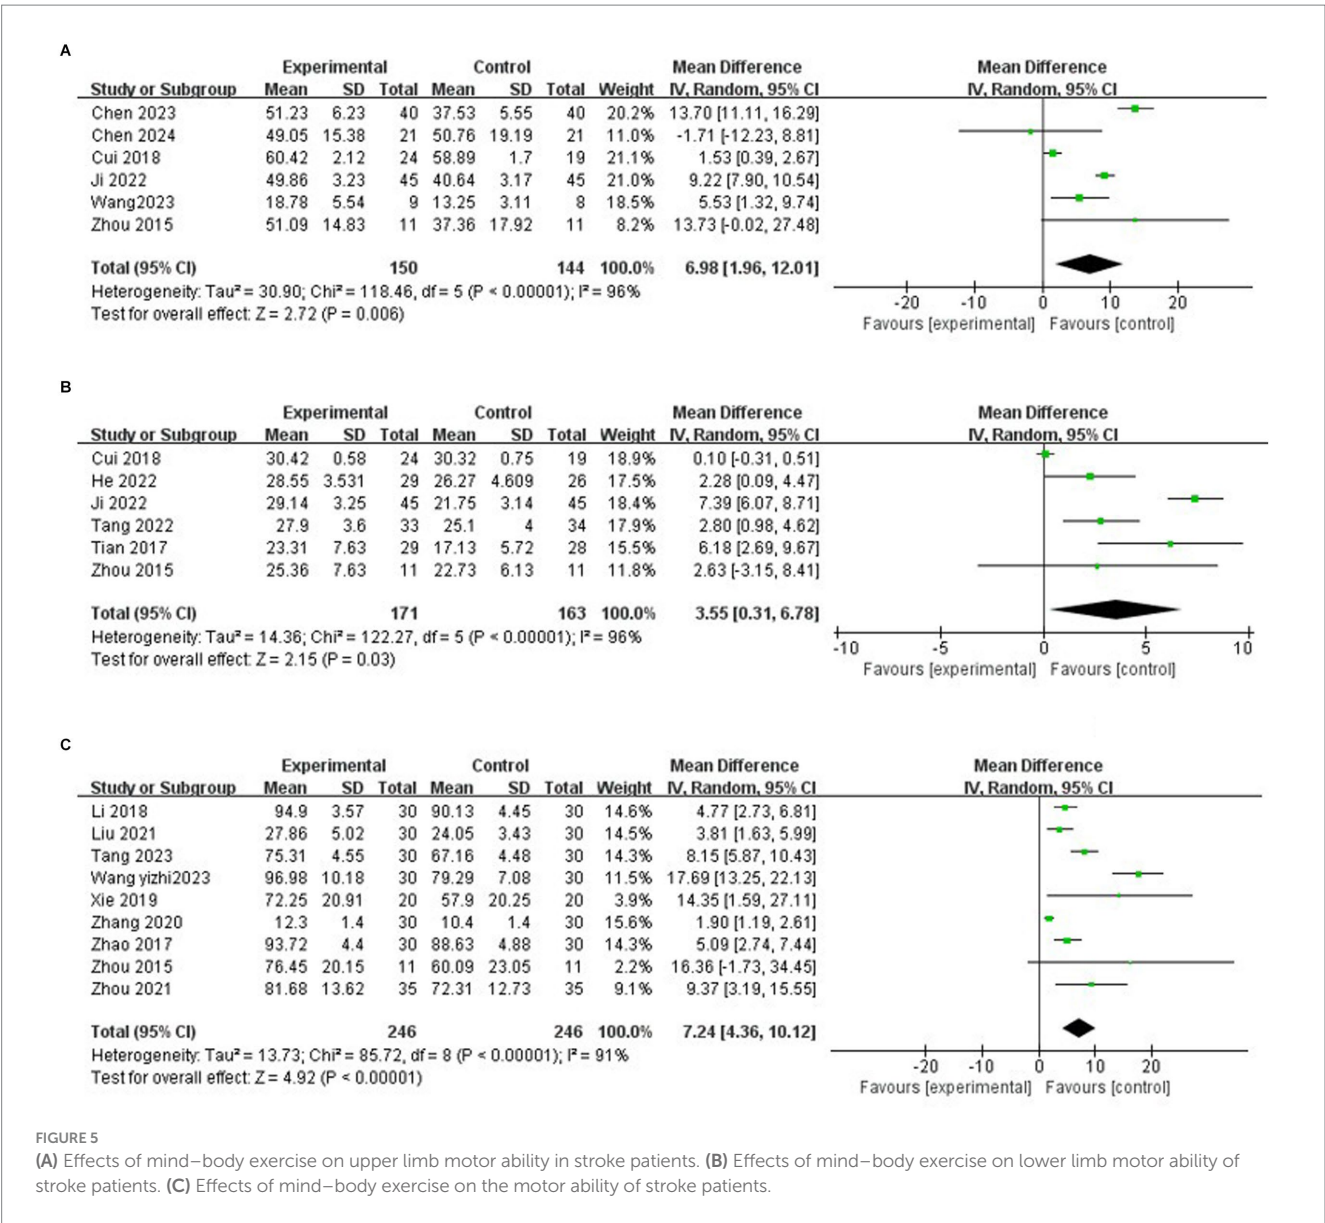 A
Experimental Control Mean Difference Mean Difference
Study or Subgroup Mean SD Total Mean SD Total Weight IV, Random, 95% CI IV, Random, 95% CI
Chen 2023 51.23 6.23 40 37.53 5.55 40 20.2% 13.70 [11.11, 16.29]
Chen 2024 49.05 15.38 21 50.76 19.19 21 11.0% -1.71 [-12.23, 8.81]
Cui 2018 60.42 2.12 24 58.89 1.7 19 21.1% 1.53 [0.39, 2.67]
Ji 2022 49.86 3.23 45 40.64 3.17 45 21.0% 9.22 [7.90, 10.54]
Wang2023 18.78 5.54 9 13.25 3.11 8 18.5% 5.53 [1.32, 9.74]
Zhou 2015 51.09 14.83 11 37.36 17.92 11 8.2% 13.73 [-0.02, 27.48]
Total (95% CI) 150 144 100.0% 6.98 [1.96, 12.01]
Heterogeneity: Tau² = 30.90; Chi² = 118.46, df = 5 (P < 0.00001); I² = 96%
Test for overall effect: Z = 2.72 (P = 0.006)
-20 -10 0 10 20
Favours [experimental] Favours [control]
B
Experimental Control Mean Difference Mean Difference
Study or Subgroup Mean SD Total Mean SD Total Weight IV, Random, 95% CI IV, Random, 95% CI
Cui 2018 30.42 0.58 24 30.32 0.75 19 18.9% 0.10 [-0.31, 0.51]
He 2022 28.55 3.531 29 26.27 4.609 26 17.5% 2.28 [0.09, 4.47]
Ji 2022 29.14 3.25 45 21.75 3.14 45 18.4% 7.39 [6.07, 8.71]
Tang 2022 27.9 3.6 33 25.1 4 34 17.9% 2.80 [0.98, 4.62]
Tian 2017 23.31 7.63 29 17.13 5.72 28 15.5% 6.18 [2.69, 9.67]
Zhou 2015 25.36 7.63 11 22.73 6.13 11 11.8% 2.63 [-3.15, 8.41]
Total (95% CI) 171 163 100.0% 3.55 [0.31, 6.78]
Heterogeneity: Tau² = 14.36; Chi² = 122.27, df = 5 (P < 0.00001); I² = 96%
Test for overall effect: Z = 2.15 (P = 0.03)
-10 -5 0 5 10
Favours [experimental] Favours [control]
C
Experimental Control Mean Difference Mean Difference
Study or Subgroup Mean SD Total Mean SD Total Weight IV, Random, 95% CI IV, Random, 95% CI
Li 2018 94.9 3.57 30 90.13 4.45 30 14.6% 4.77 [2.73, 6.81]
Liu 2021 27.86 5.02 30 24.05 3.43 30 14.5% 3.81 [1.63, 5.99]
Tang 2023 75.31 4.55 30 67.16 4.48 30 14.3% 8.15 [5.87, 10.43]
Wang yizhi2023 96.98 10.18 30 79.29 7.08 30 11.5% 17.69 [13.25, 22.13]
Xie 2019 72.25 20.91 20 57.9 20.25 20 3.9% 14.35 [1.59, 27.11]
Zhang 2020 12.3 1.4 30 10.4 1.4 30 15.6% 1.90 [1.19, 2.61]
Zhao 2017 93.72 4.4 30 88.63 4.88 30 14.3% 5.09 [2.74, 7.44]
Zhou 2015 76.45 20.15 11 60.09 23.05 11 2.2% 16.36 [-1.73, 34.45]
Zhou 2021 81.68 13.62 35 72.31 12.73 35 9.1% 9.37 [3.19, 15.55]
Total (95% CI) 246 246 100.0% 7.24 [4.36, 10.12]
Heterogeneity: Tau² = 13.73; Chi² = 85.72, df = 8 (P < 0.00001); I² = 91%
Test for overall effect: Z = 4.92 (P < 0.00001)
-20 -10 0 10 20
Favours [experimental] Favours [control]
FIGURE 5
(A) Effects of mind–body exercise on upper limb motor ability in stroke patients. (B) Effects of mind–body exercise on lower limb motor ability of
stroke patients. (C) Effects of mind–body exercise on the motor ability of stroke patients.